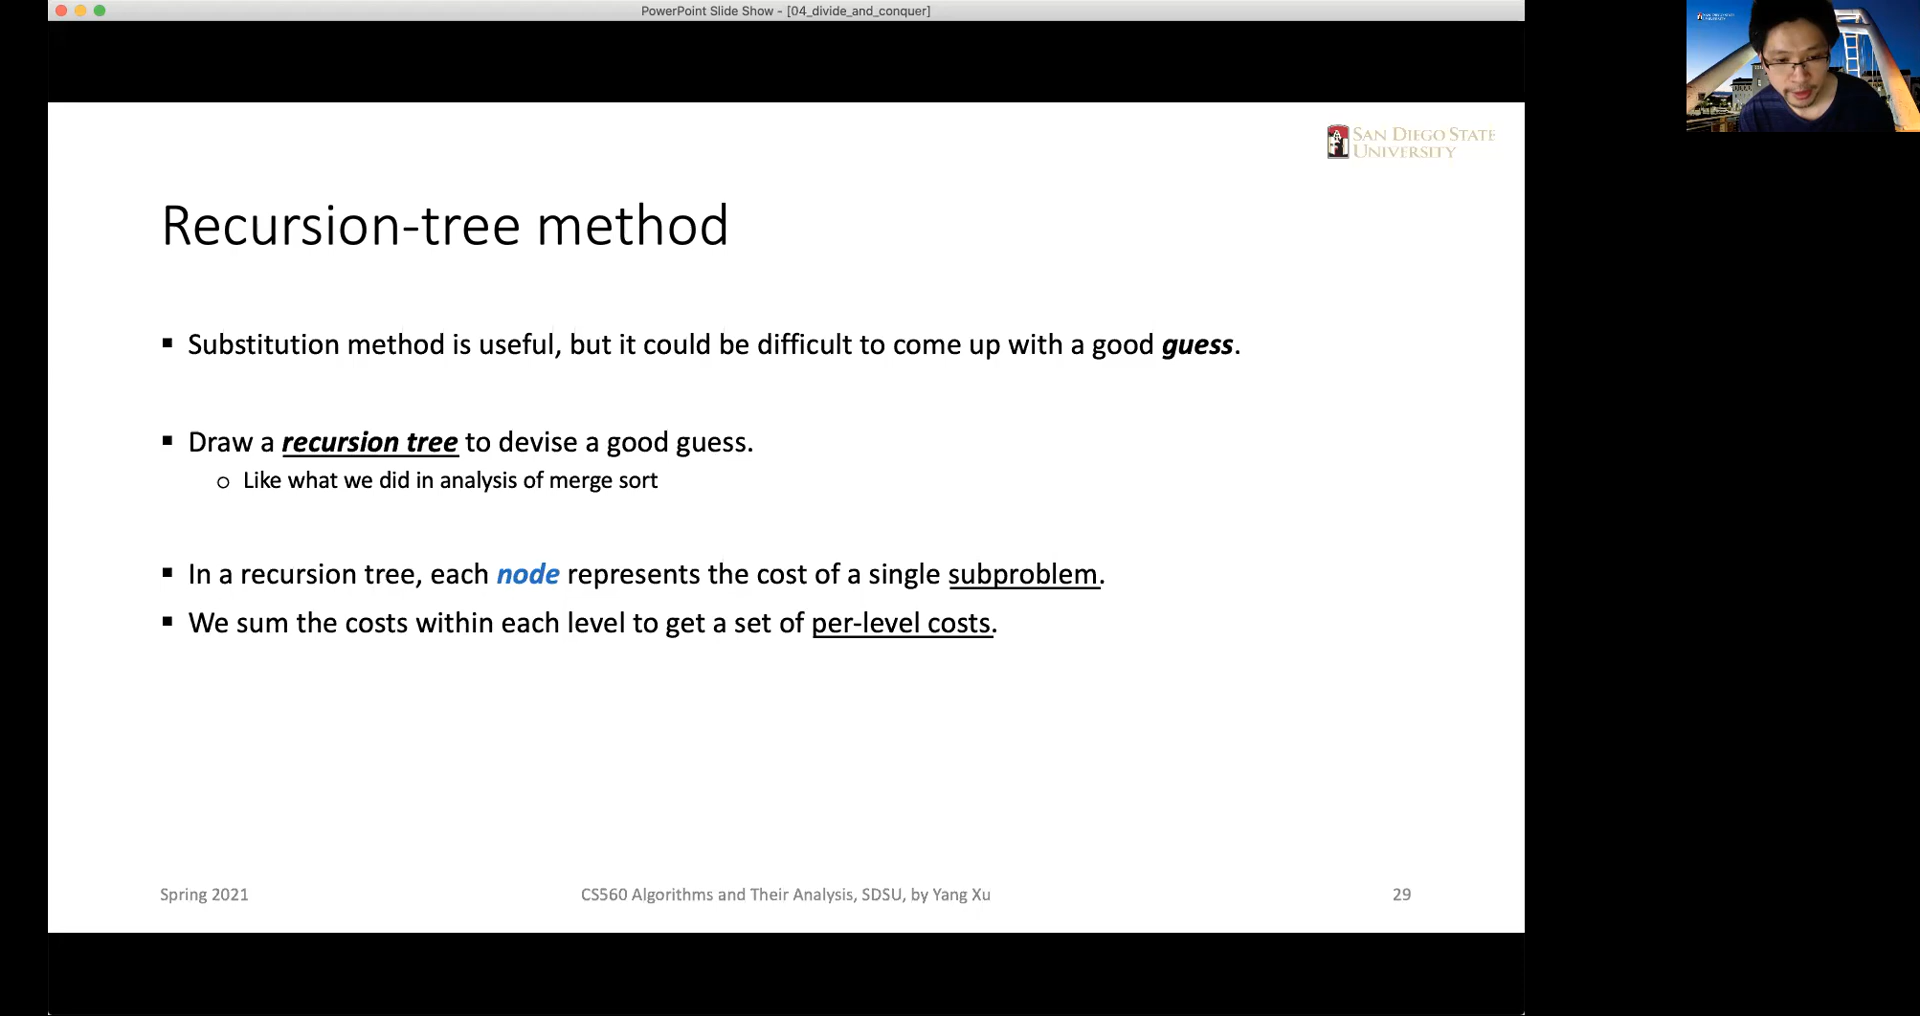 PowerPoint Slide Show - [04_divide_and_conquer]
SAN DIEGO STATE
UNIVERSITY
Recursion-tree method
▪ Substitution method is useful, but it could be difficult to come up with a good guess.
▪ Draw a recursion tree to devise a good guess.
o Like what we did in analysis of merge sort
▪ In a recursion tree, each node represents the cost of a single subproblem.
▪ We sum the costs within each level to get a set of per-level costs.
Spring 2021
CS560 Algorithms and Their Analysis, SDSU, by Yang Xu
29